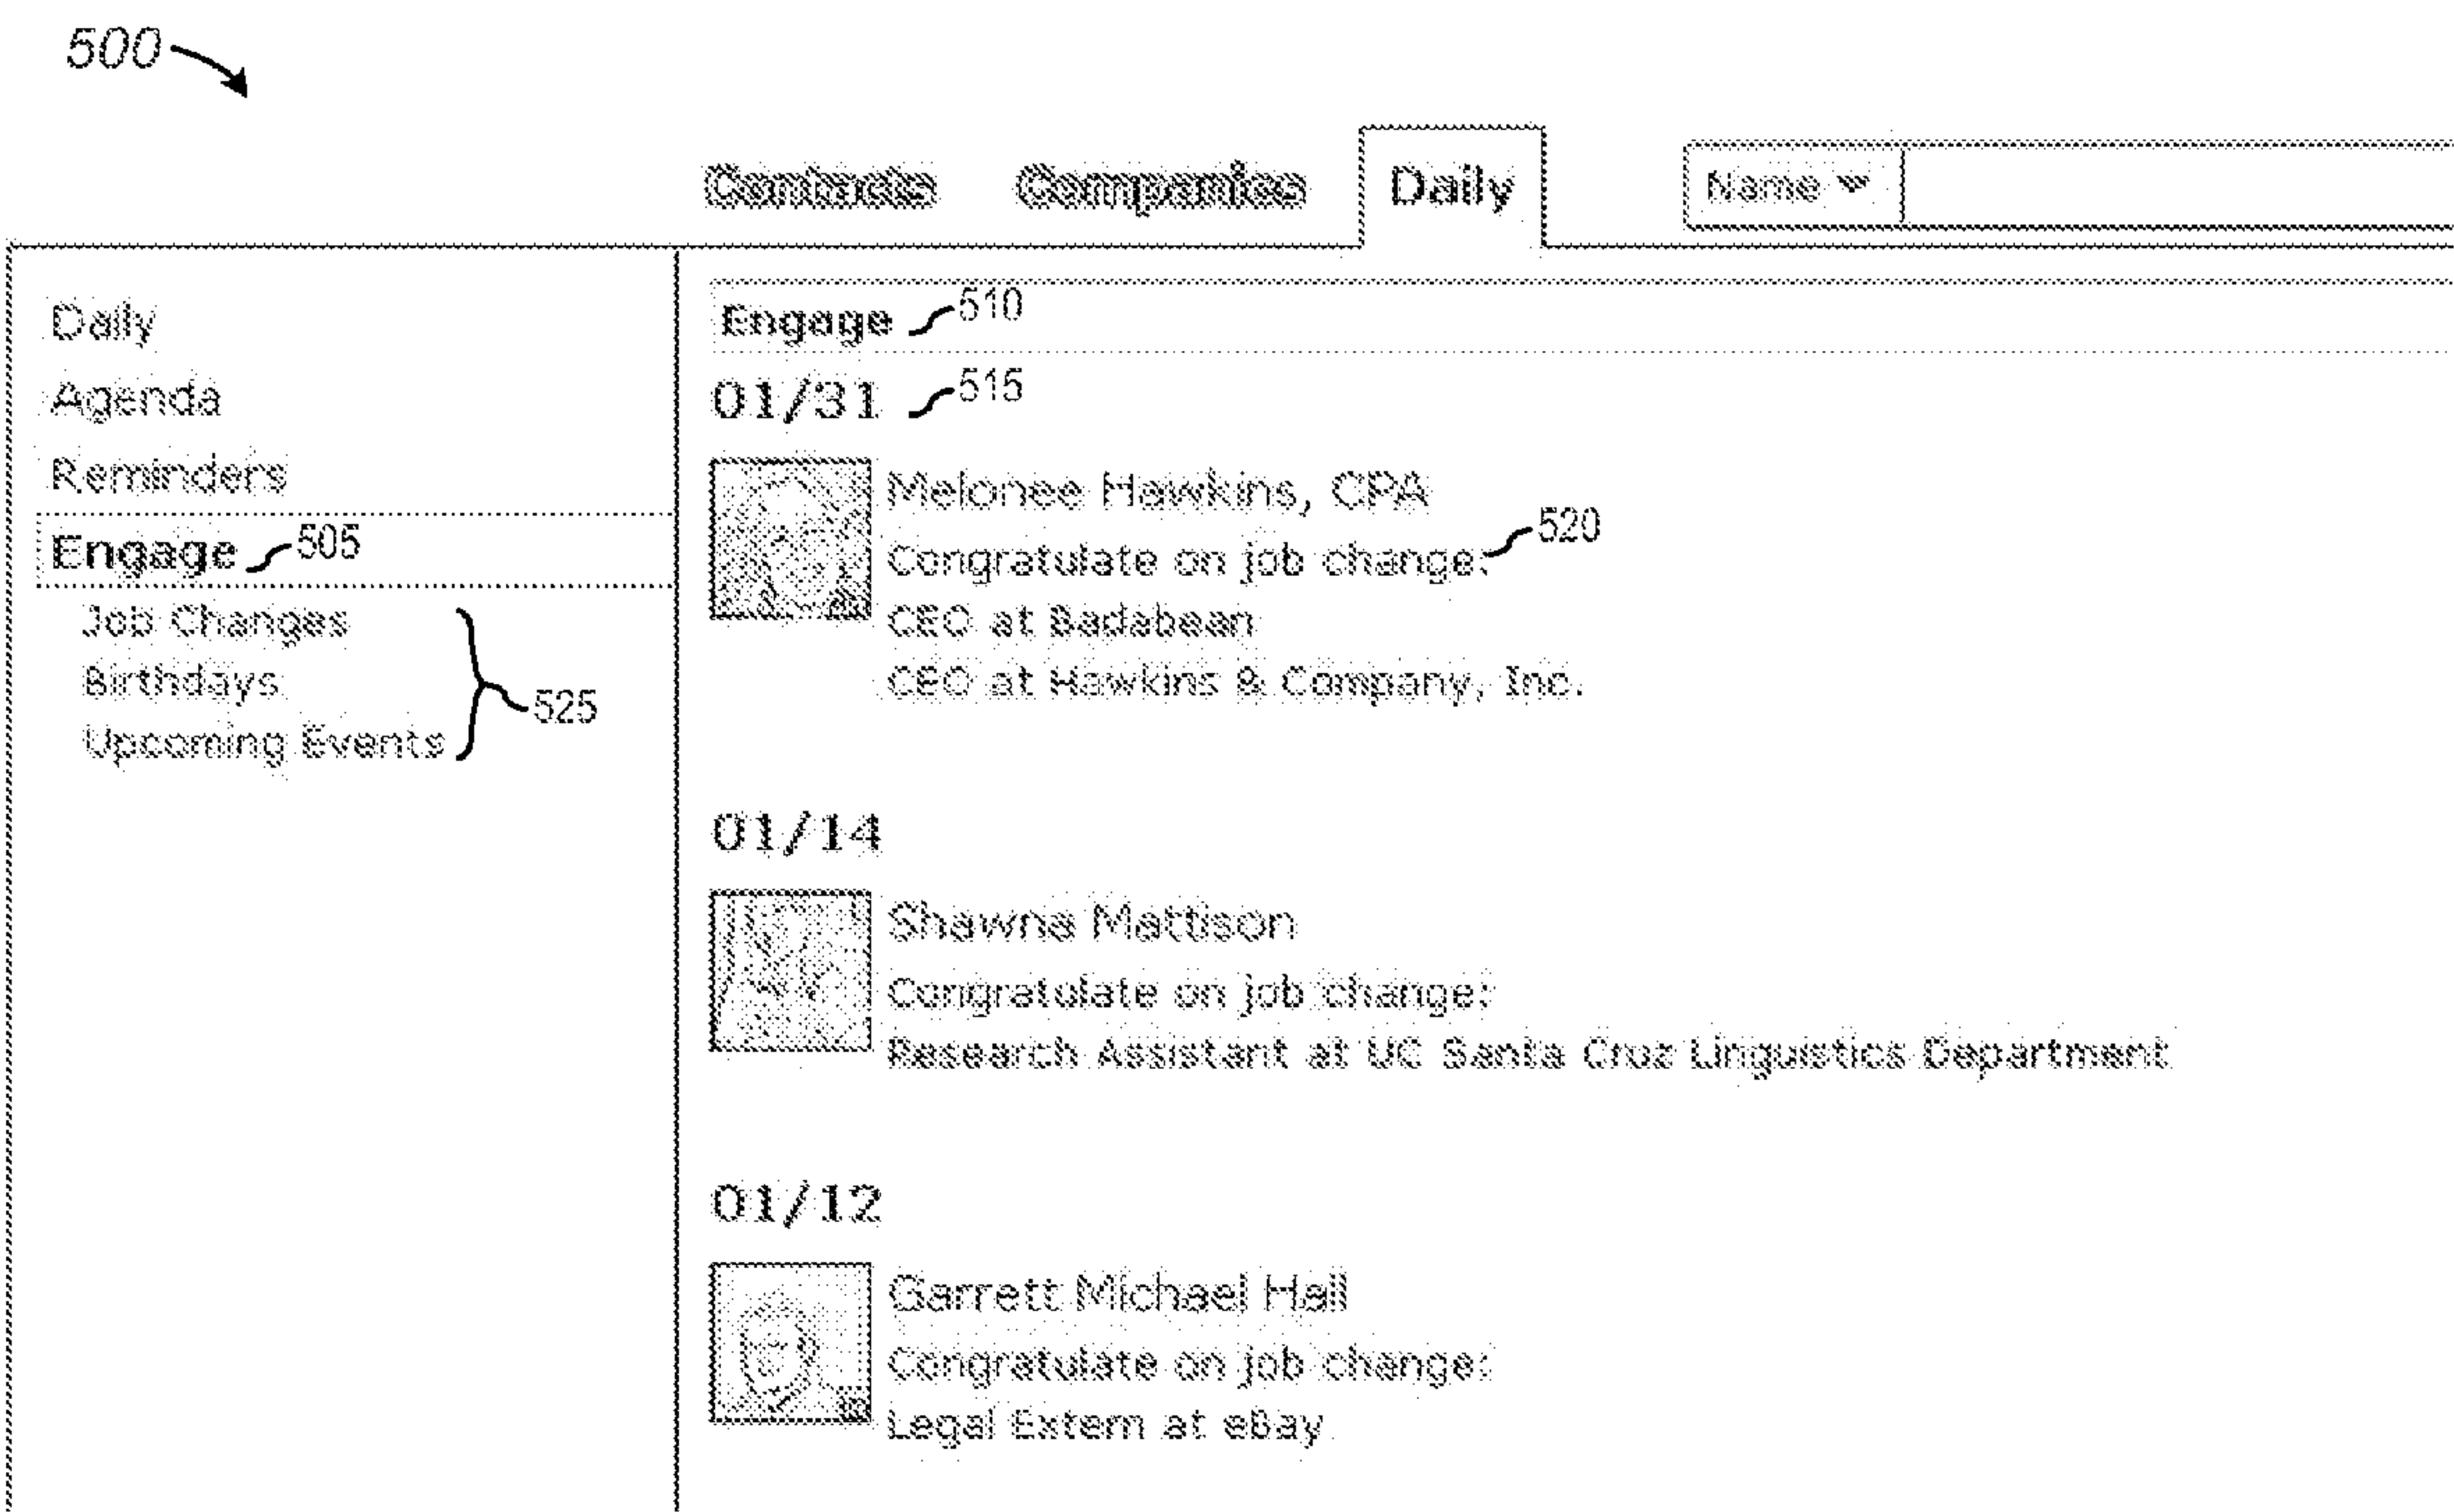 500
Contacts Companies Daily Name
Daily
Agenda
Reminders
Engage 505
Job Changes
Birthdays
Upcoming Events
525
Engage 510
01/31 515
Melonee Hawkins, CPA
Congratulate on job change: 520
CEO at Badabean
CEO at Hawkins & Company, Inc.
01/14
Shawna Mattison
Congratulate on job change:
Research Assistant at UC Santa Cruz Linguistics Department
01/12
Garrett Michael Hall
Congratulate on job change:
Legal Extern at eBay